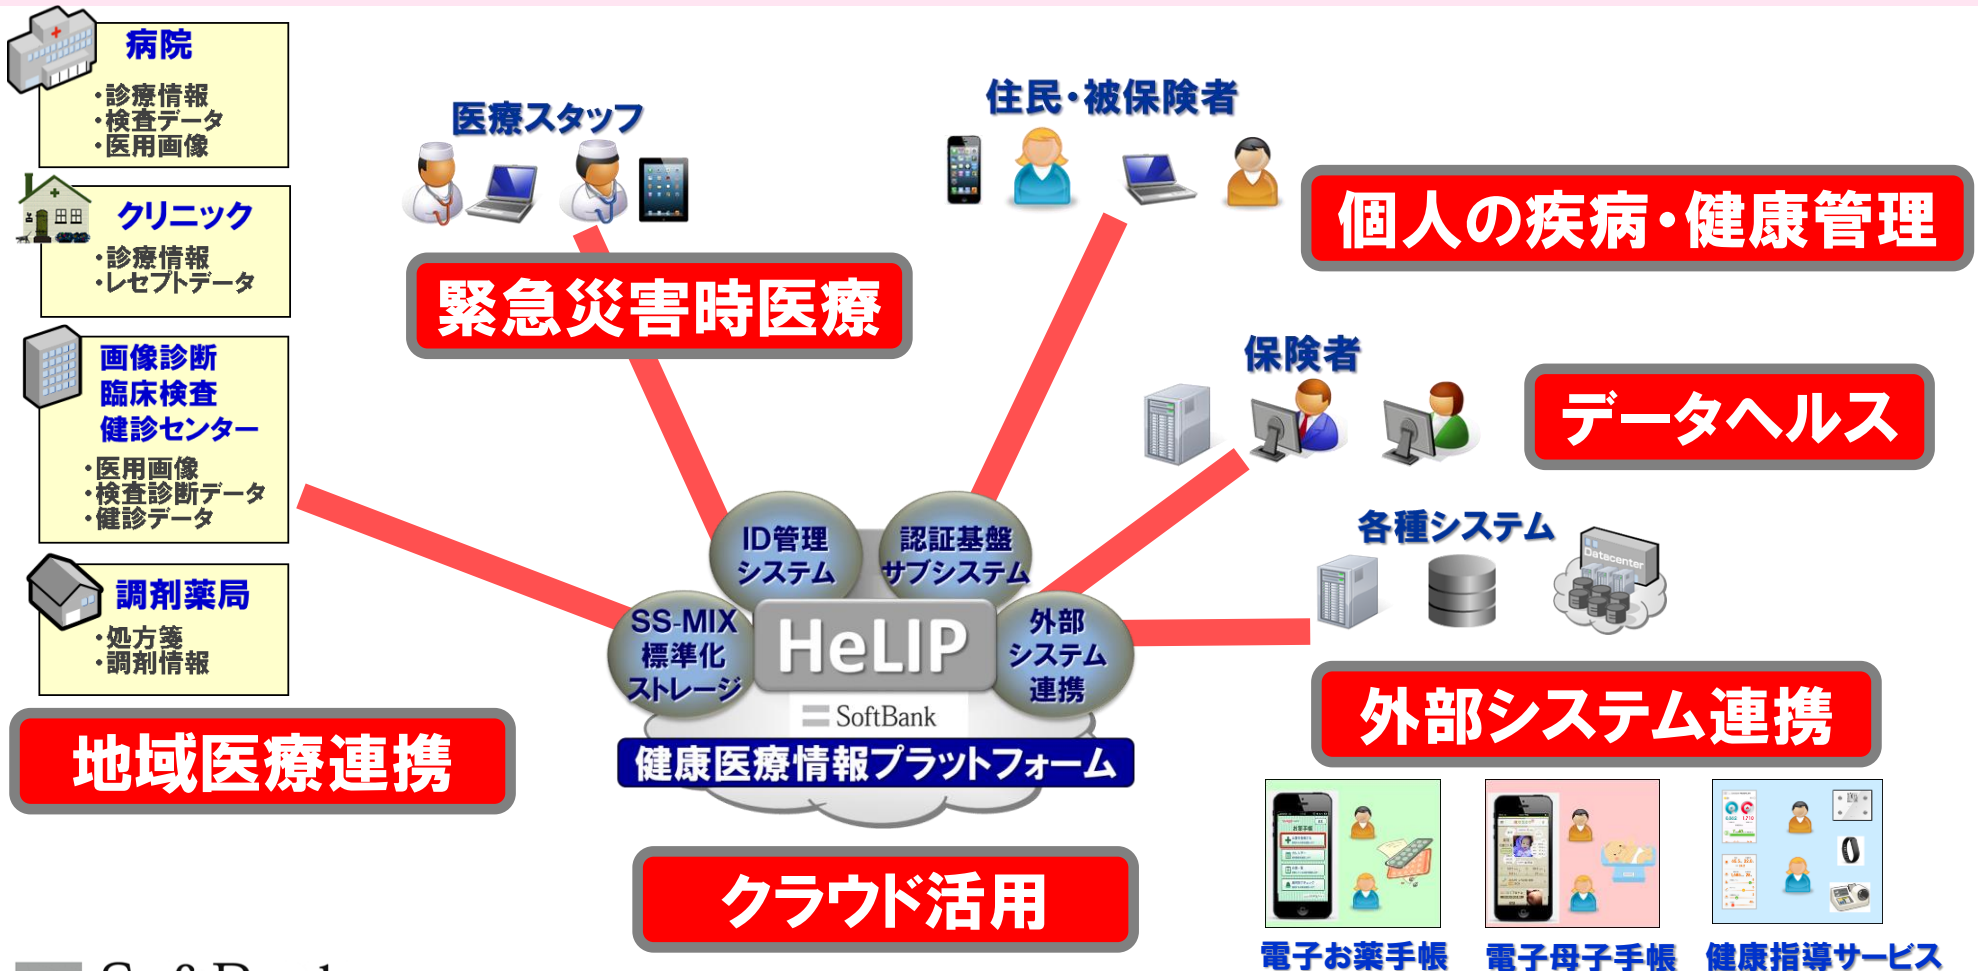 病院
・診療情報
・検査データ
・医用画像
クリニック
・診療情報
・レセプトデータ
画像診断
臨床検査
健診センター
・医用画像
・検査診断データ
・健診データ
調剤薬局
・処方箋
・調剤情報
地域医療連携
医療スタッフ
緊急災害時医療
住民・被保険者
個人の疾病・健康管理
保険者
データヘルス
各種システム
Datacenter
外部システム連携
ID管理
システム
認証基盤
サブシステム
SS-MIX
標準化
ストレージ
HeLIP
外部
システム
連携
SoftBank
健康医療情報プラットフォーム
クラウド活用
お薬手帳
電子お薬手帳
電子母子手帳
健康指導サービス